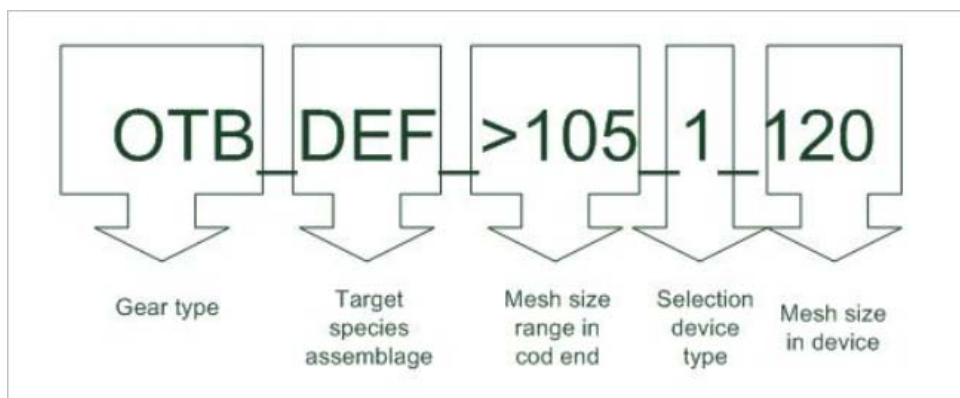 OTB_DEF_>105_1_120
Gear type
Target
species
assemblage
Mesh size
range in
cod end
Selection
device
type
Mesh size
in device